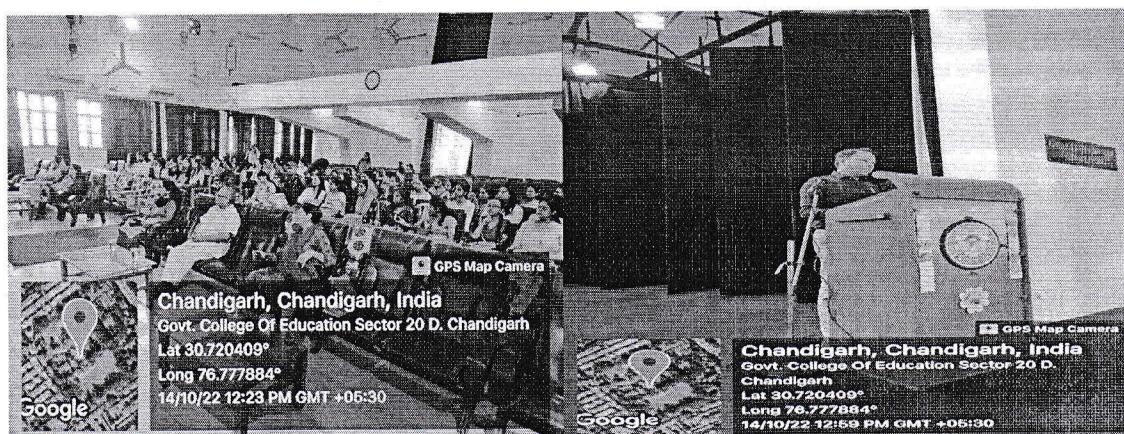 GPS Map Camera
Chandigarh, Chandigarh, India
Govt. College Of Education Sector 20 D. Chandigarh
Lat 30.720409°
Long 76.777884°
14/10/22 12:23 PM GMT +05:30
Google
GPS Map Camera
Chandigarh, Chandigarh, India
Govt. College Of Education Sector 20 D.
Chandigarh
Lat 30.720409°
Long 76.777884°
14/10/22 12:59 PM GMT +05:30
Google